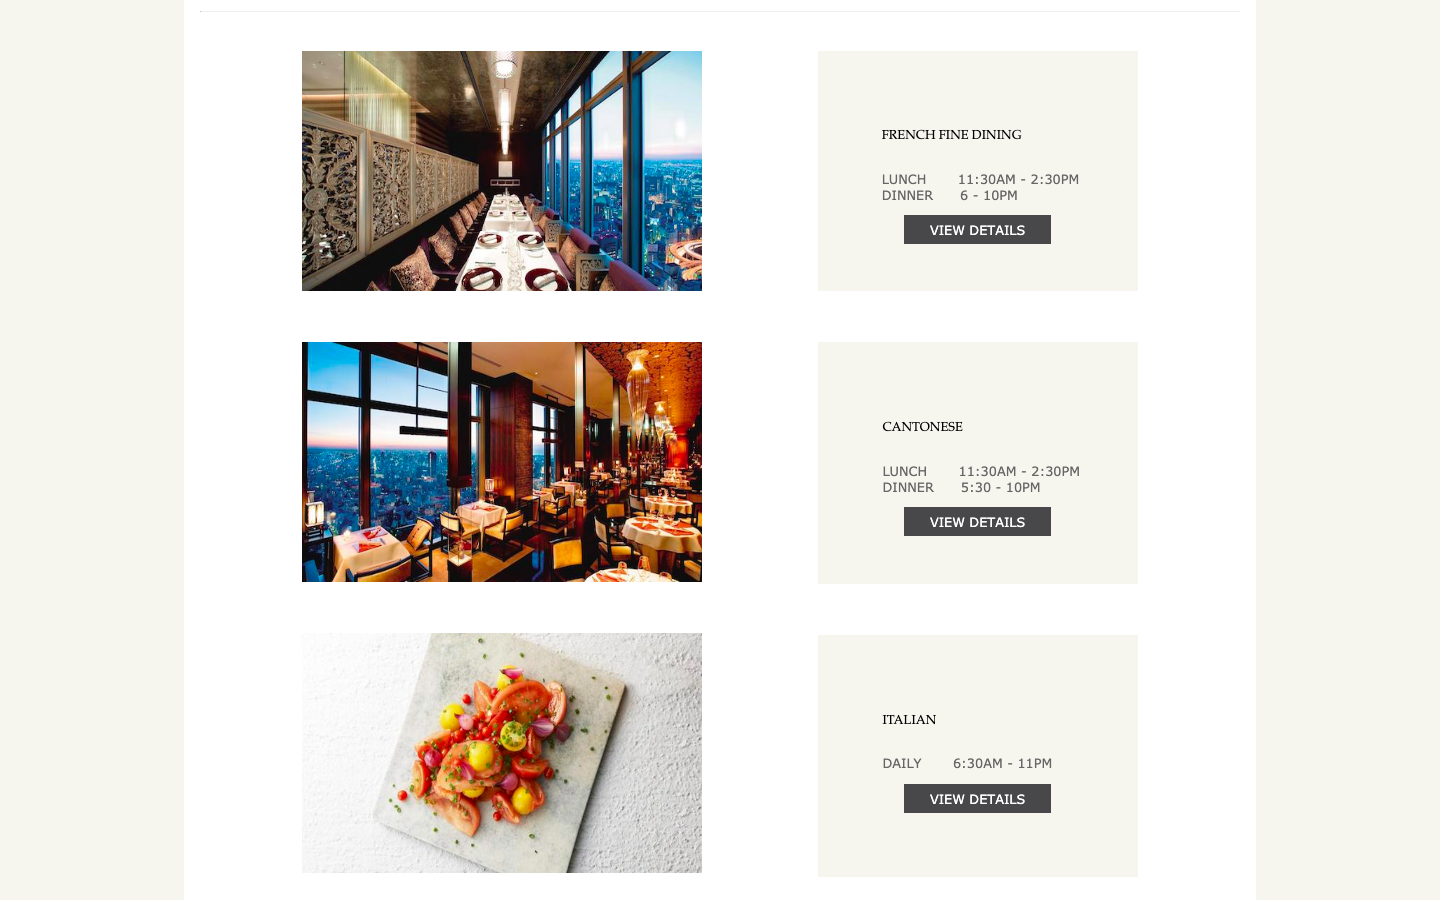 FRENCH FINE DINING
LUNCH 11:30AM - 2:30PM
DINNER 6 - 10PM
VIEW DETAILS
CANTONESE
LUNCH 11:30AM - 2:30PM
DINNER 5:30 - 10PM
VIEW DETAILS
ITALIAN
DAILY 6:30AM - 11PM
VIEW DETAILS